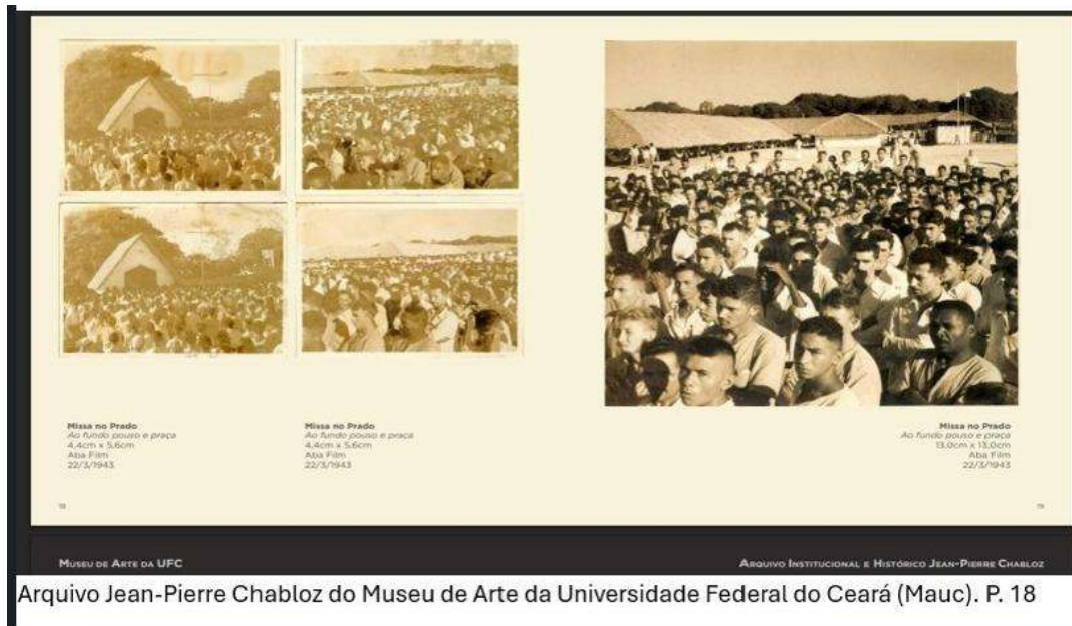 Missa no Prado
Ao fundo pouso e praça
4,4cm x 5,6cm
Aba Film
22/3/1943
Missa no Prado
Ao fundo pouso e praça
4,4cm x 5,6cm
Aba Film
22/3/1943
Missa no Prado
Ao fundo pouso e praça
13,0cm x 13,0cm
Aba Film
22/3/1943
18
19
Museu de Arte da UFC
Arquivo Institucional e Histórico Jean-Pierre Chabloz
Arquivo Jean-Pierre Chabloz do Museu de Arte da Universidade Federal do Ceará (Mauc). P. 18